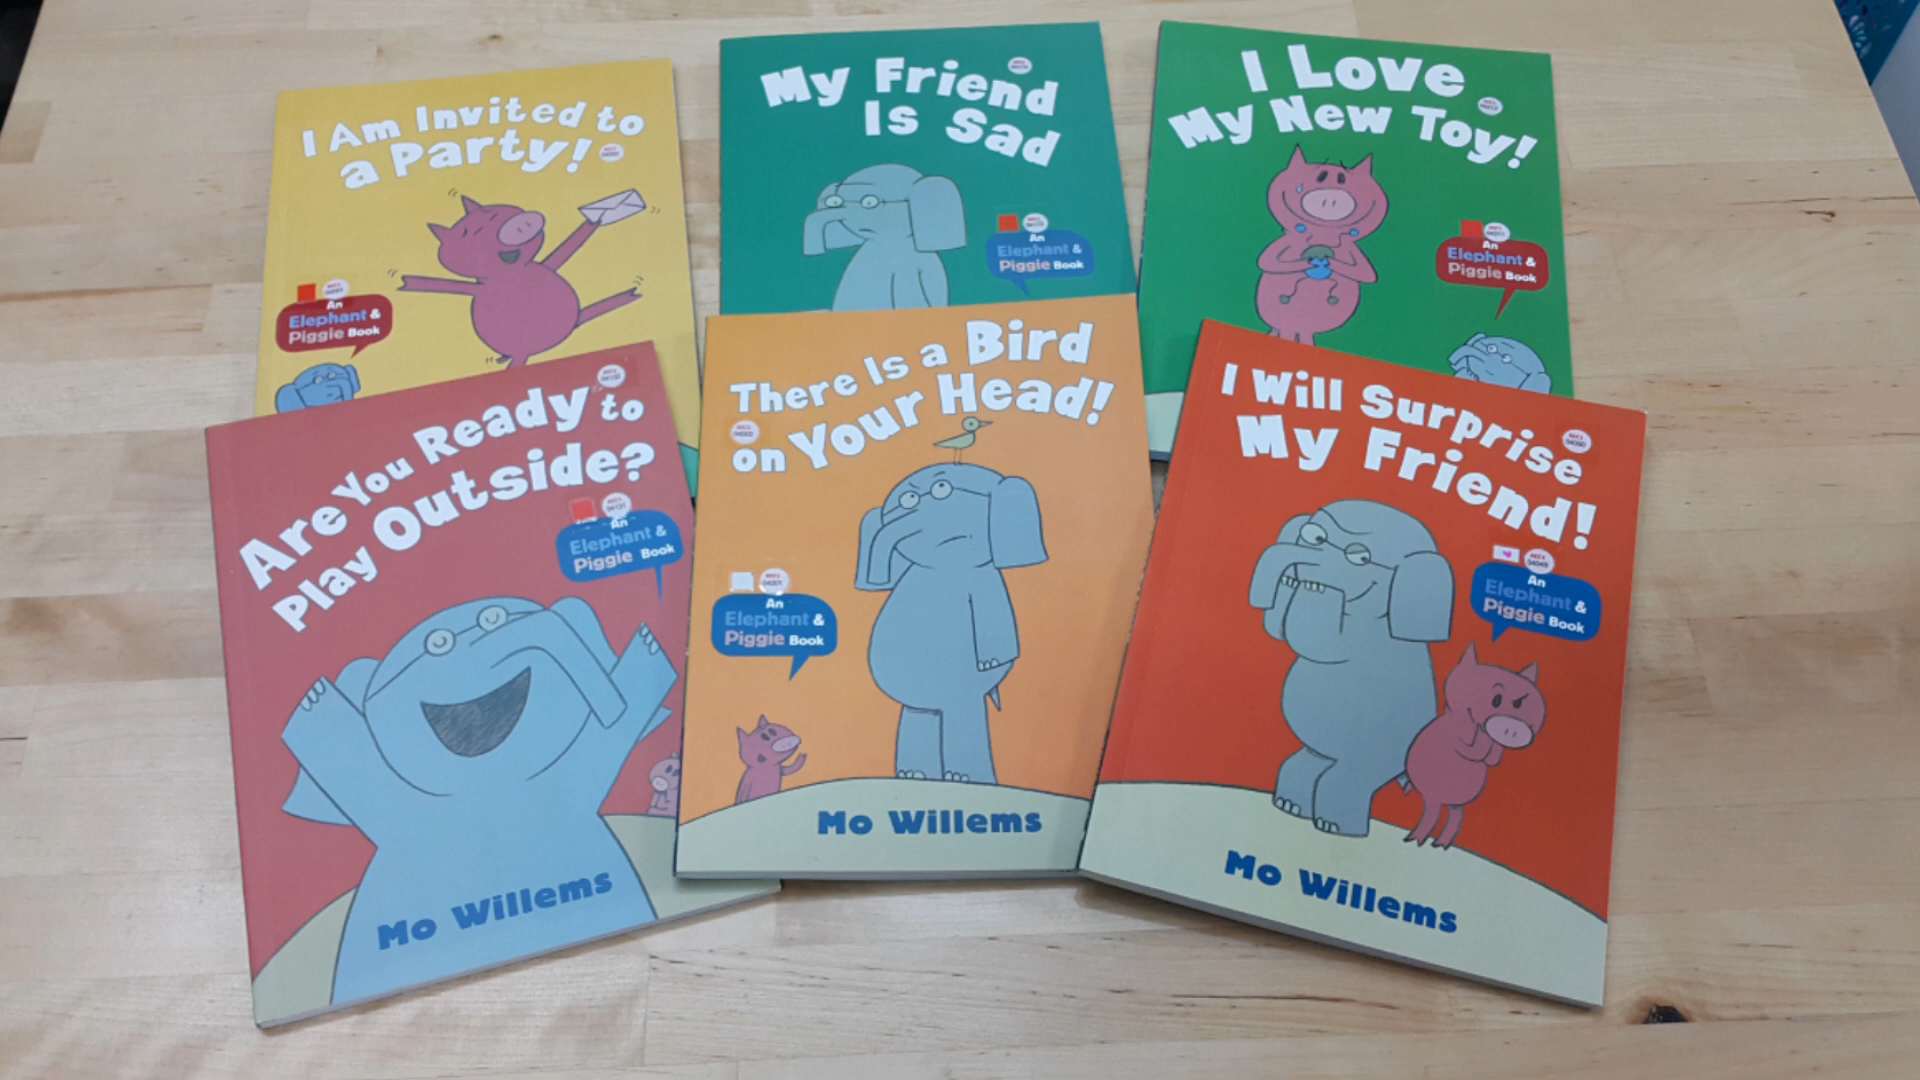 I Am Invited to
a Party!
An
Elephant &
Piggie Book
My Friend
Is Sad
An
Elephant &
Piggie Book
I Love
My New Toy!
An
Elephant &
Piggie Book
Are You Ready to
Play Outside?
An
Elephant &
Piggie Book
Mo Willems
There Is a Bird
on Your Head!
An
Elephant &
Piggie Book
Mo Willems
I Will Surprise
My Friend!
An
Elephant &
Piggie Book
Mo Willems